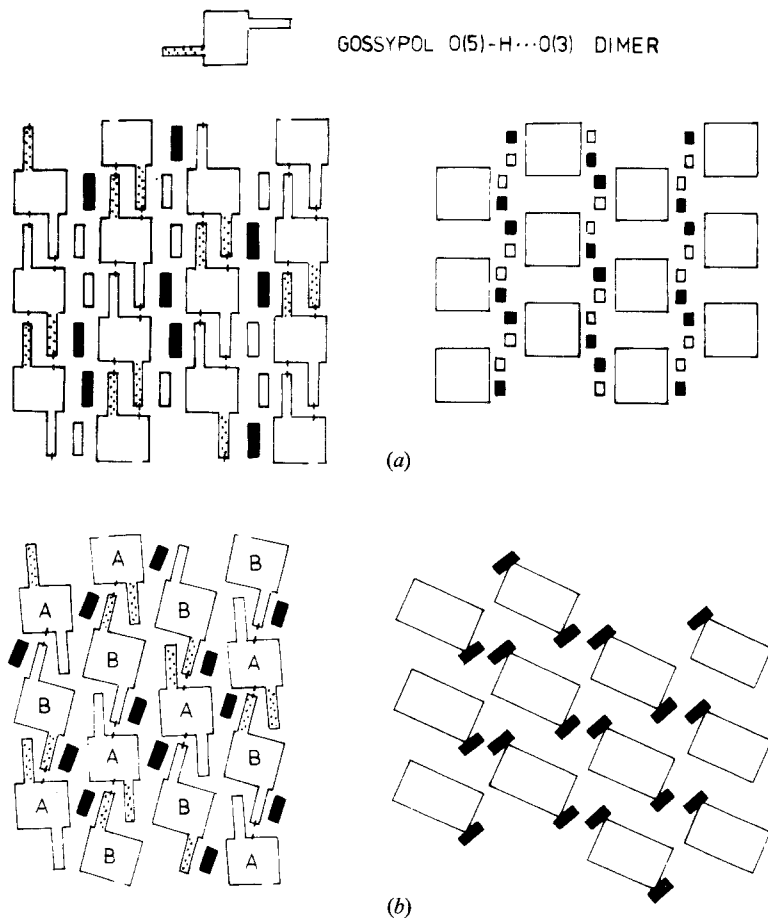 GOSSYPOL O(5)-H···O(3) DIMER
(a)
A B B
A B A
B B A
B A B
A A B
A B A
(b)